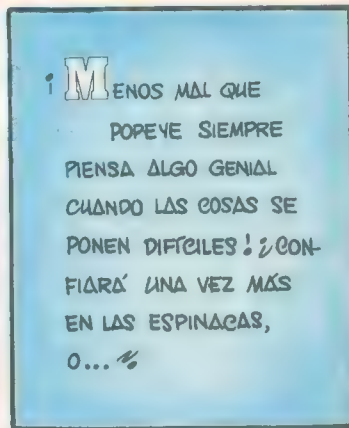 ¡MENOS MAL QUE
POPEYE SIEMPRE
PIENSA ALGO GENIAL
CUANDO LAS COSAS SE
PONEN DIFÍCILES! ¿CON-
FIARÁ UNA VEZ MÁS
EN LAS ESPINACAS,
O...?